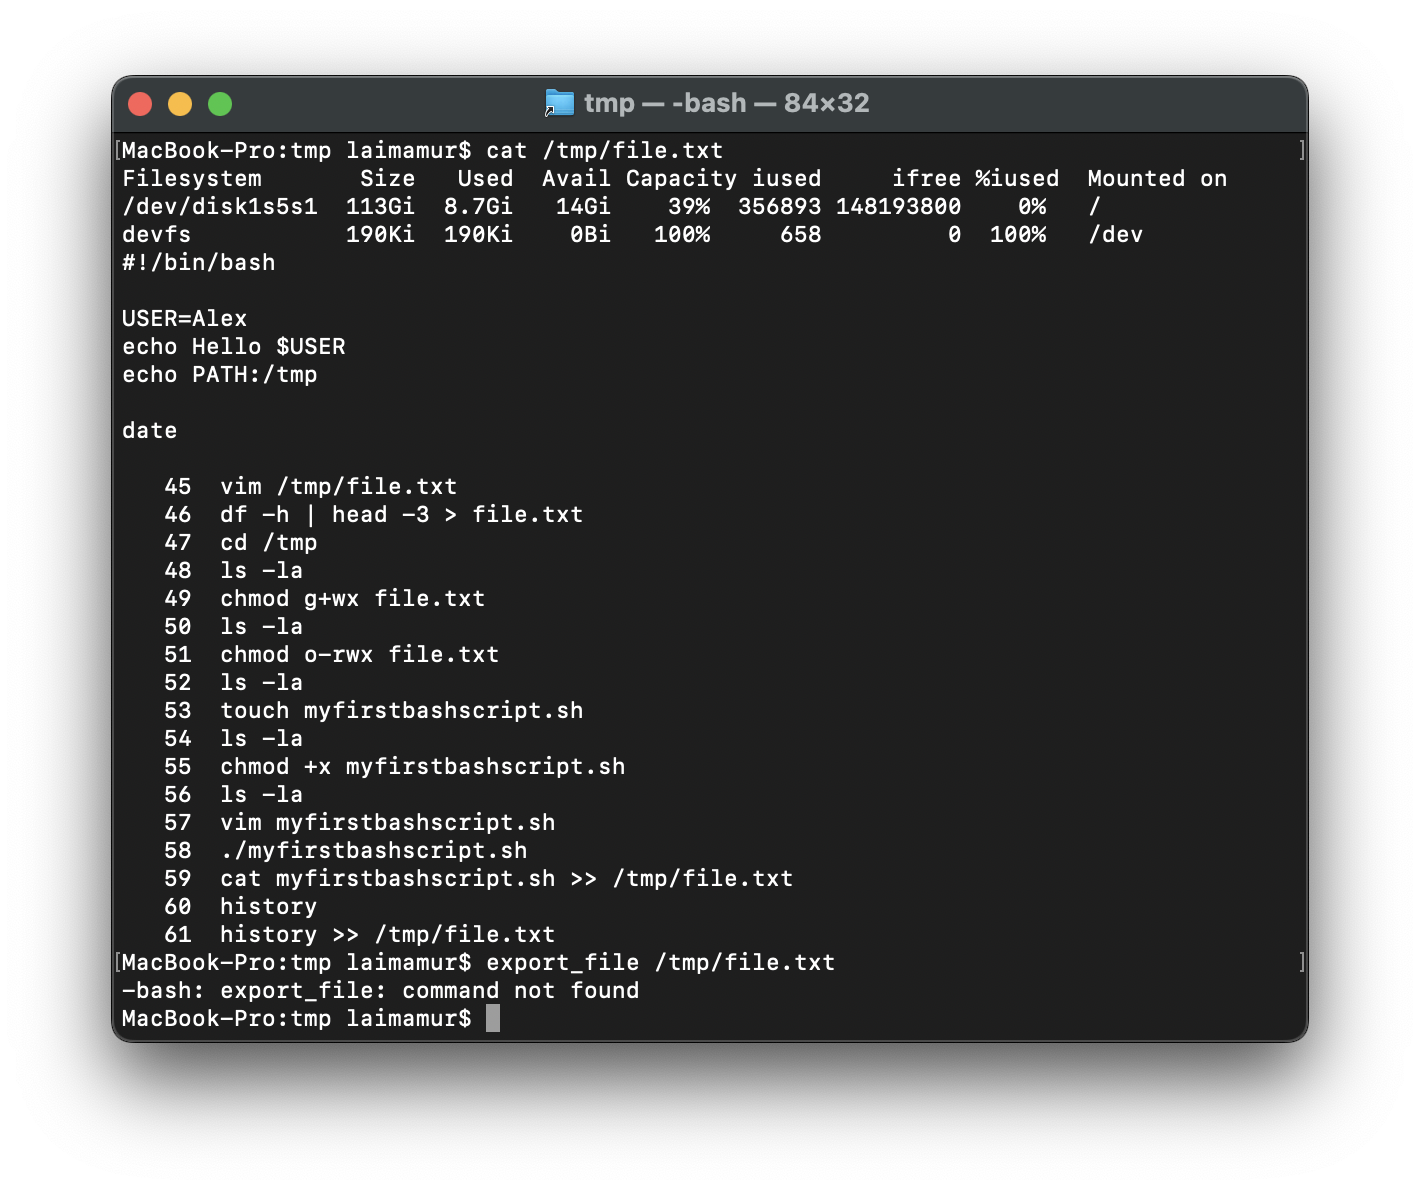 tmp — -bash — 84×32
[MacBook-Pro:tmp laimamur$ cat /tmp/file.txt ]
Filesystem       Size   Used  Avail Capacity iused     ifree %iused  Mounted on
/dev/disk1s5s1  113Gi  8.7Gi   14Gi    39%  356893 148193800    0%   /
devfs           190Ki  190Ki    0Bi   100%     658         0  100%   /dev
#!/bin/bash

USER=Alex
echo Hello $USER
echo PATH:/tmp

date

   45  vim /tmp/file.txt
   46  df -h | head -3 > file.txt
   47  cd /tmp
   48  ls -la
   49  chmod g+wx file.txt
   50  ls -la
   51  chmod o-rwx file.txt
   52  ls -la
   53  touch myfirstbashscript.sh
   54  ls -la
   55  chmod +x myfirstbashscript.sh
   56  ls -la
   57  vim myfirstbashscript.sh
   58  ./myfirstbashscript.sh
   59  cat myfirstbashscript.sh >> /tmp/file.txt
   60  history
   61  history >> /tmp/file.txt
[MacBook-Pro:tmp laimamur$ export_file /tmp/file.txt ]
-bash: export_file: command not found
MacBook-Pro:tmp laimamur$